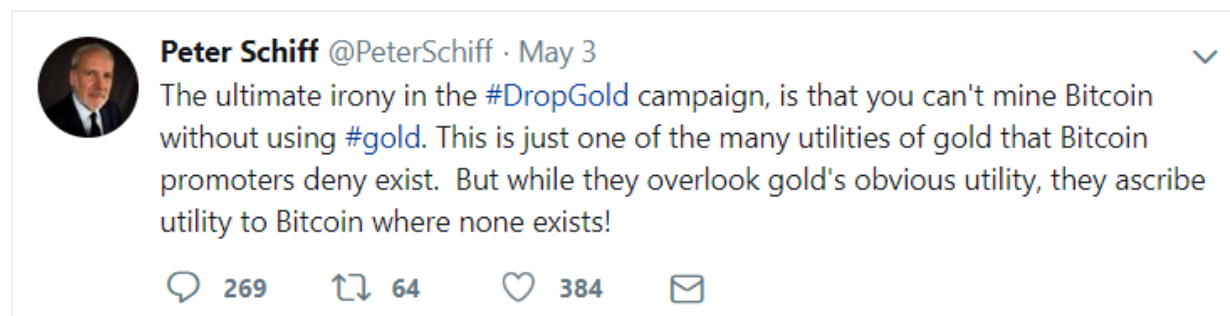 Peter Schiff @PeterSchiff · May 3
The ultimate irony in the #DropGold campaign, is that you can't mine Bitcoin
without using #gold. This is just one of the many utilities of gold that Bitcoin
promoters deny exist.  But while they overlook gold's obvious utility, they ascribe
utility to Bitcoin where none exists!
269 64 384